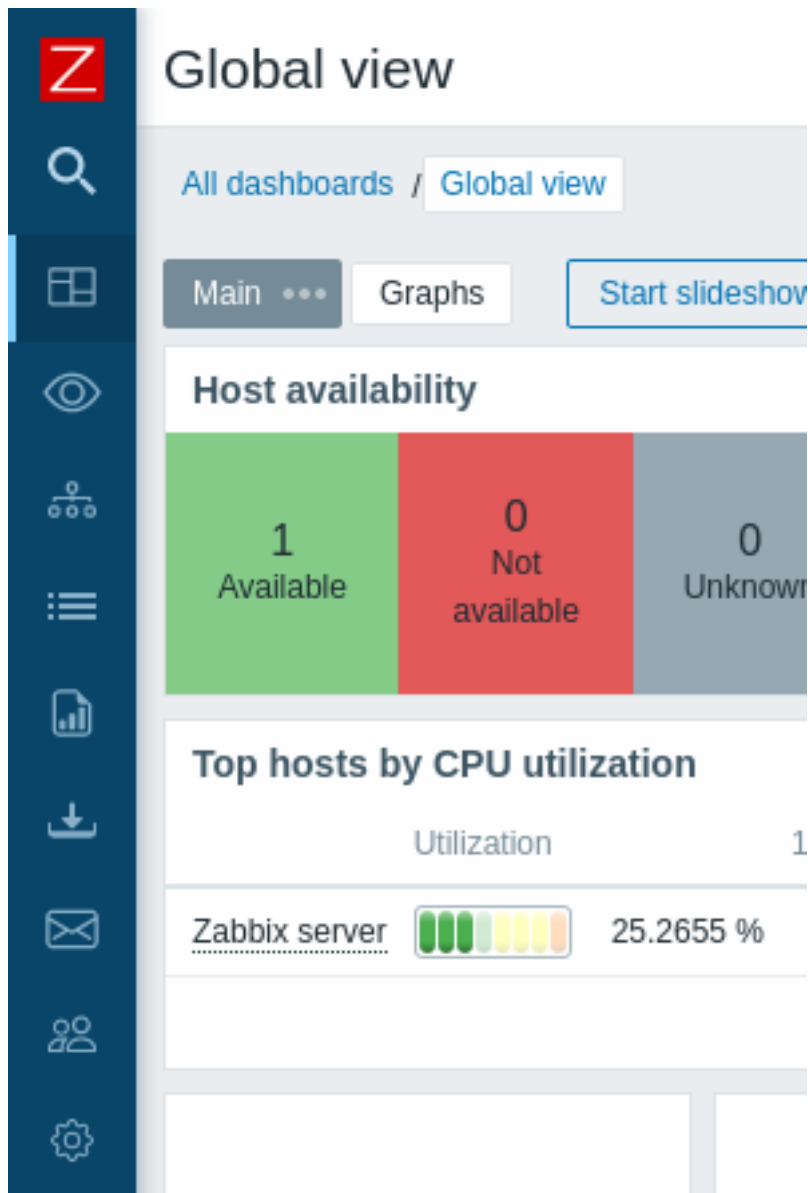 Z
Global view
All dashboards / Global view
Main ••• Graphs Start slideshow
Host availability
1
Available
0
Not
available
0
Unknown
Top hosts by CPU utilization
Utilization 1
Zabbix server 25.2655 %